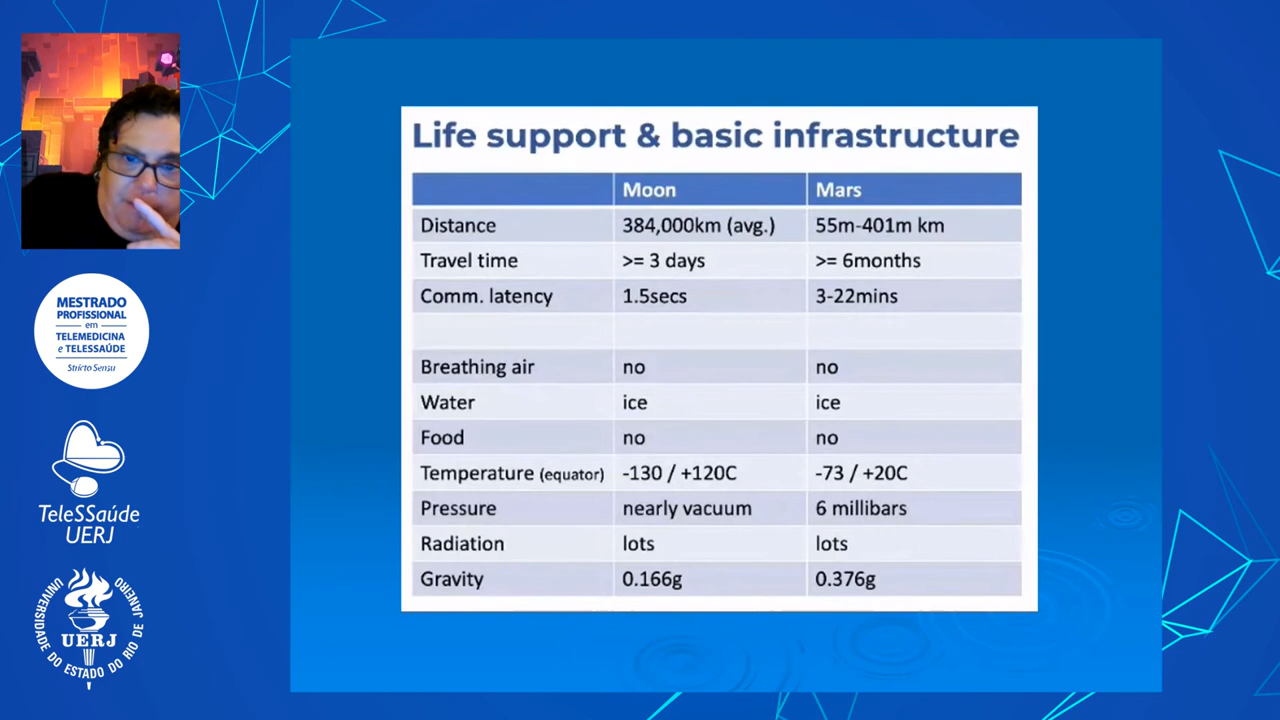 Life support & basic infrastructure
Moon Mars
Distance 384,000km (avg.) 55m-401m km
Travel time >= 3 days >= 6months
Comm. latency 1.5secs 3-22mins
Breathing air no no
Water ice ice
Food no no
Temperature (equator) -130 / +120C -73 / +20C
Pressure nearly vacuum 6 millibars
Radiation lots lots
Gravity 0.166g 0.376g
MESTRADO
PROFISSIONAL
em
TELEMEDICINA
e TELESSAÚDE
Stricto Sensu
TeleSSaúde
UERJ
UNIVERSIDADE DO ESTADO DO RIO DE JANEIRO
UERJ